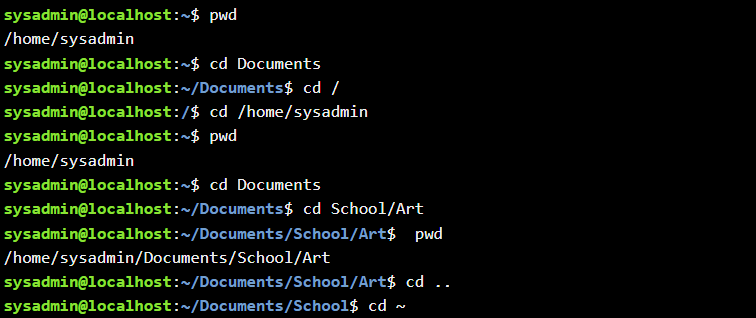 sysadmin@localhost:~$ pwd
/home/sysadmin
sysadmin@localhost:~$ cd Documents
sysadmin@localhost:~/Documents$ cd /
sysadmin@localhost:/$ cd /home/sysadmin
sysadmin@localhost:~$ pwd
/home/sysadmin
sysadmin@localhost:~$ cd Documents
sysadmin@localhost:~/Documents$ cd School/Art
sysadmin@localhost:~/Documents/School/Art$  pwd
/home/sysadmin/Documents/School/Art
sysadmin@localhost:~/Documents/School/Art$ cd ..
sysadmin@localhost:~/Documents/School$ cd ~